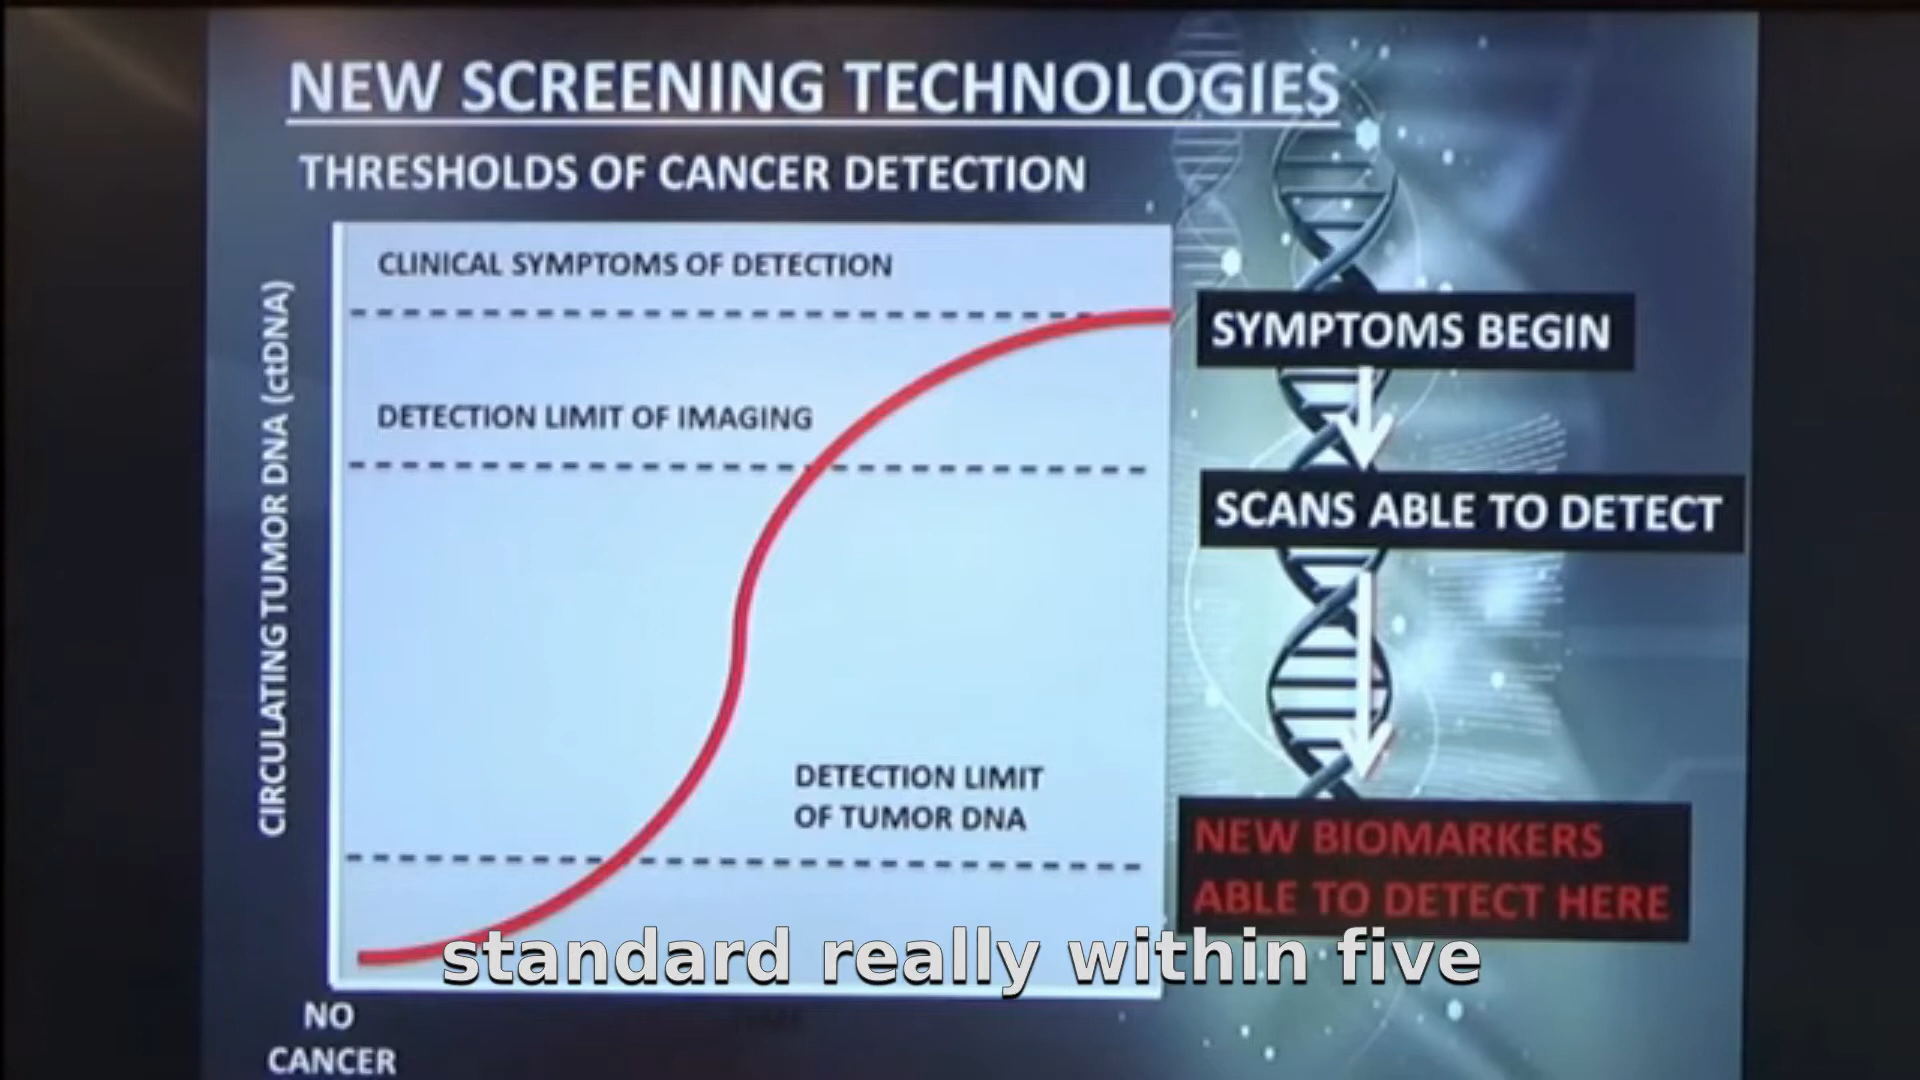 NEW SCREENING TECHNOLOGIES
THRESHOLDS OF CANCER DETECTION
CIRCULATING TUMOR DNA (ctDNA)
CLINICAL SYMPTOMS OF DETECTION
DETECTION LIMIT OF IMAGING
DETECTION LIMIT
OF TUMOR DNA
SYMPTOMS BEGIN
SCANS ABLE TO DETECT
NEW BIOMARKERS
ABLE TO DETECT HERE
standard really within five
NO
CANCER